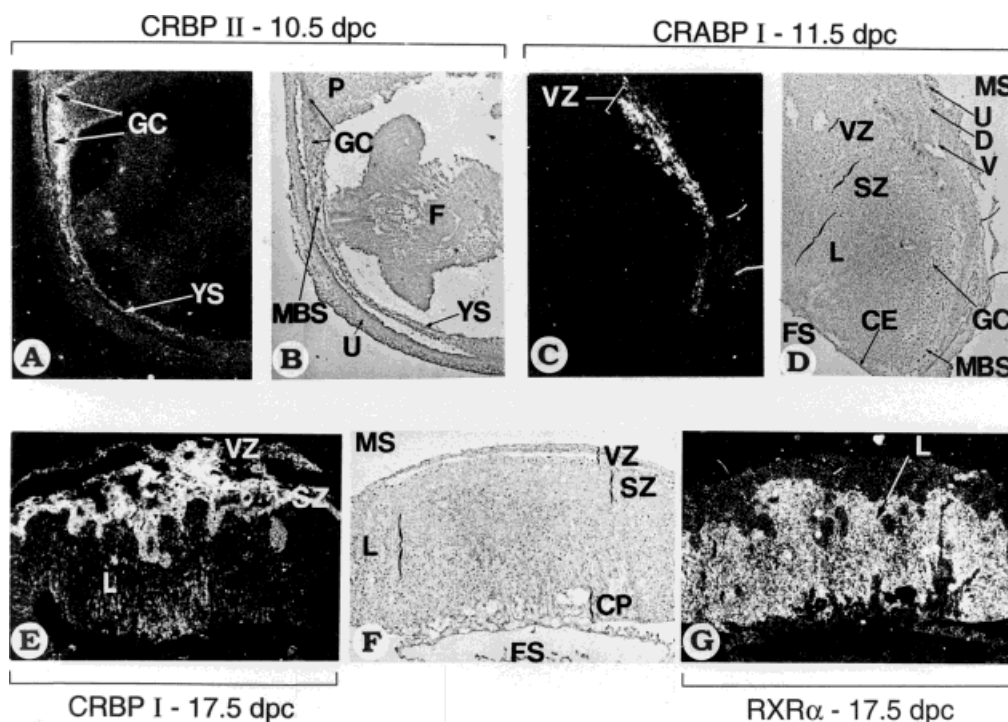 CRBP II - 10.5 dpc
CRABP I - 11.5 dpc
GC
YS
A
P
GC
F
MBS
YS
U
B
VZ
C
MS
U
D
V
VZ
SZ
L
GC
CE
FS
MBS
D
VZ
SZ
L
E
MS
VZ
SZ
L
CP
F
FS
L
G
CRBP I - 17.5 dpc
RXRα - 17.5 dpc